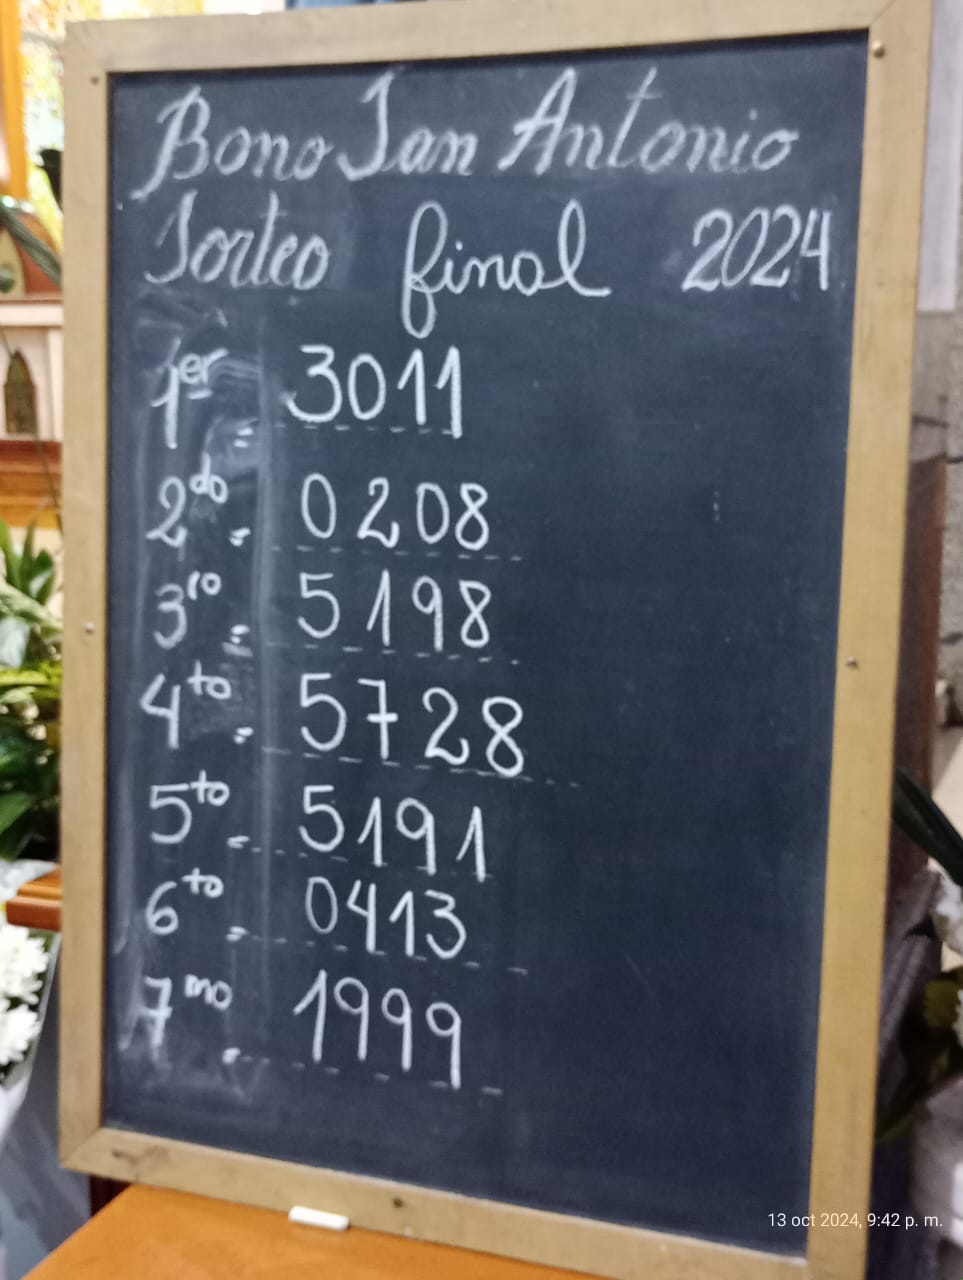 Bono San Antonio
Sorteo final 2024
1er = 3011
2do = 0208
3ro = 5198
4to = 5728
5to = 5191
6to = 0413
7mo = 1999
13 oct 2024, 9:42 p. m.